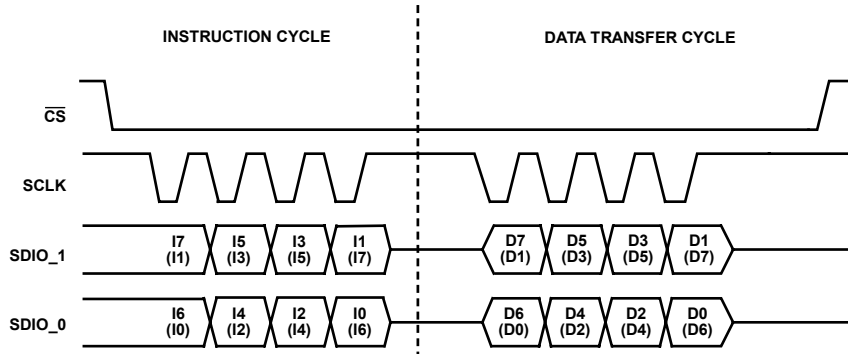 INSTRUCTION CYCLE
DATA TRANSFER CYCLE
CS
SCLK
SDIO_1
I7 I5 I3 I1 D7 D5 D3 D1
(I1) (I3) (I5) (I7) (D1) (D3) (D5) (D7)
SDIO_0
I6 I4 I2 I0 D6 D4 D2 D0
(I0) (I2) (I4) (I6) (D0) (D2) (D4) (D6)